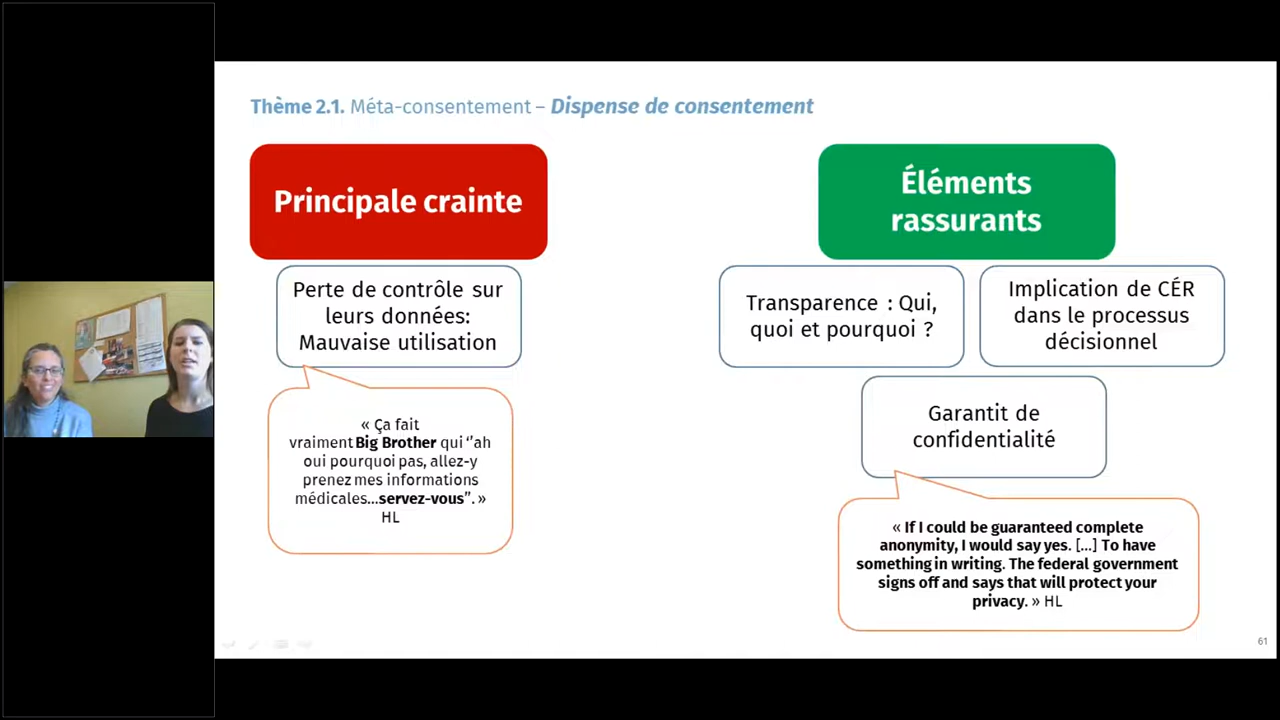 Thème 2.1. Méta-consentement – Dispense de consentement
Principale crainte
Perte de contrôle sur
leurs données:
Mauvaise utilisation
« Ça fait
vraiment Big Brother qui ‘’ah
oui pourquoi pas, allez-y
prenez mes informations
médicales...servez-vous”. »
HL
Éléments
rassurants
Transparence : Qui,
quoi et pourquoi ?
Implication de CÉR
dans le processus
décisionnel
Garantit de
confidentialité
« If I could be guaranteed complete
anonymity, I would say yes. [...] To have
something in writing. The federal government
signs off and says that will protect your
privacy. » HL
61